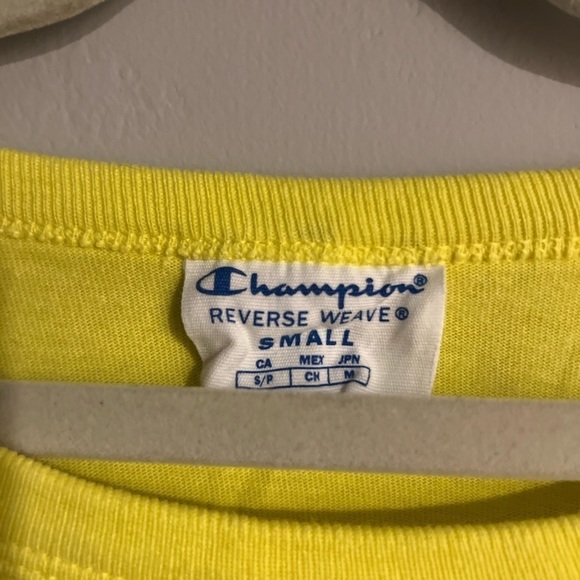 Champion®
REVERSE WEAVE®
SMALL
CA MEX JPN
S/P CH M